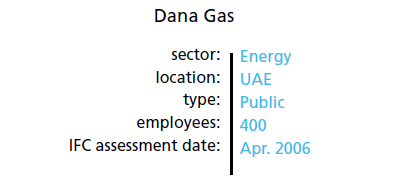 Dana Gas
sector: Energy
location: UAE
type: Public
employees: 400
IFC assessment date: Apr. 2006